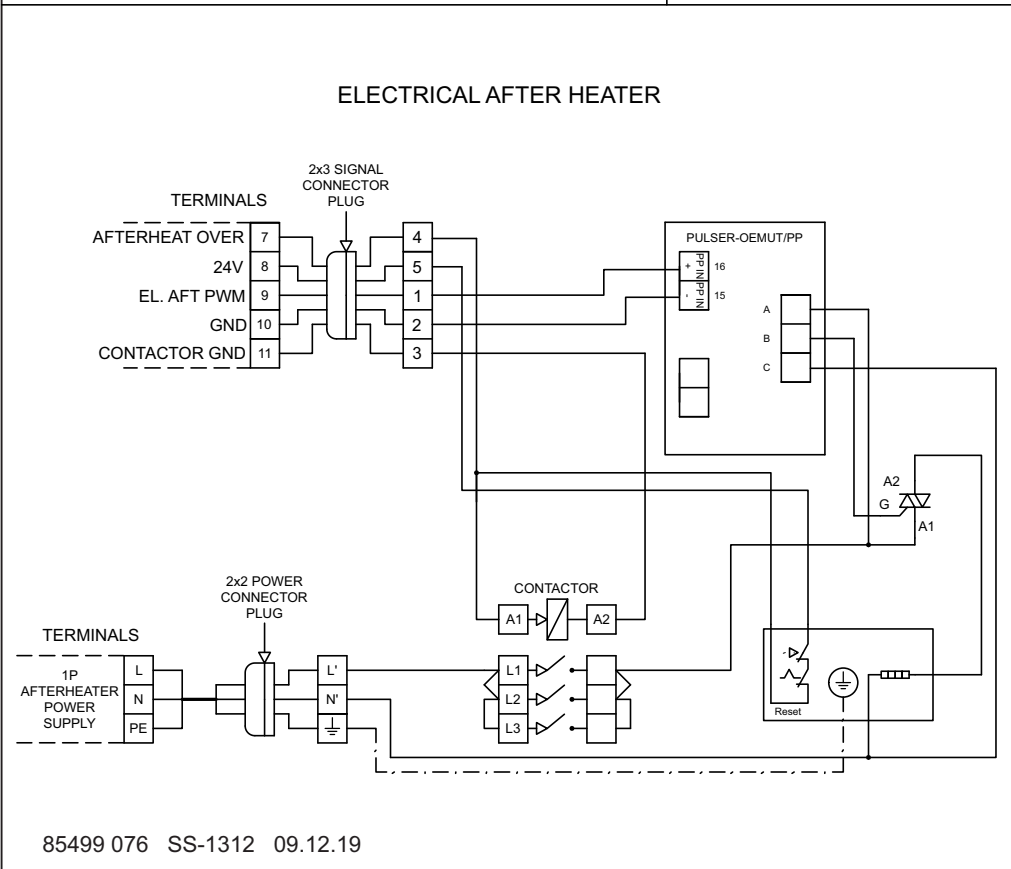 ELECTRICAL AFTER HEATER
2x3 SIGNAL
CONNECTOR
PLUG
TERMINALS
AFTERHEAT OVER 7
24V 8
EL. AFT PWM 9
GND 10
CONTACTOR GND 11
4
5
1
2
3
PULSER-OEMUT/PP
+ PP IN 16
- PP IN 15
A
B
C
A2
G
A1
2x2 POWER
CONNECTOR
PLUG
CONTACTOR
A1 A2
TERMINALS
1P
AFTERHEATER
POWER
SUPPLY
L
N
PE
L'
N'
L1
L2
L3
Reset
85499 076 SS-1312 09.12.19